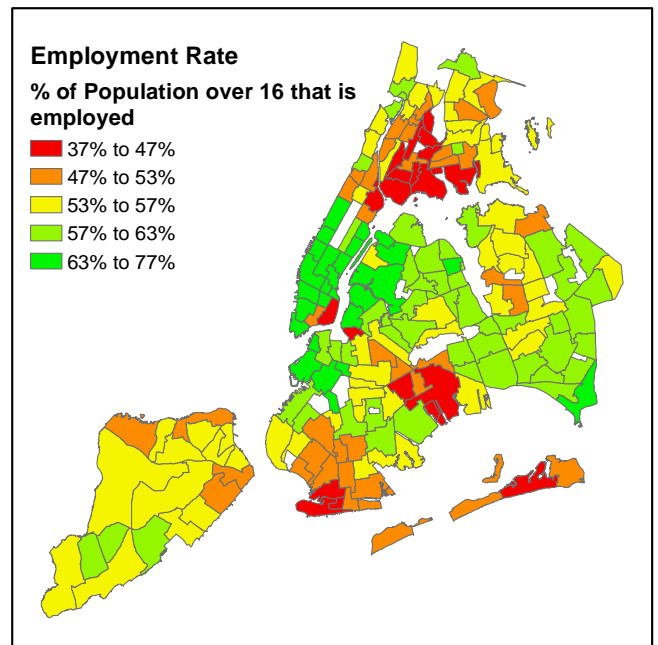 Employment Rate
% of Population over 16 that is
employed
37% to 47%
47% to 53%
53% to 57%
57% to 63%
63% to 77%